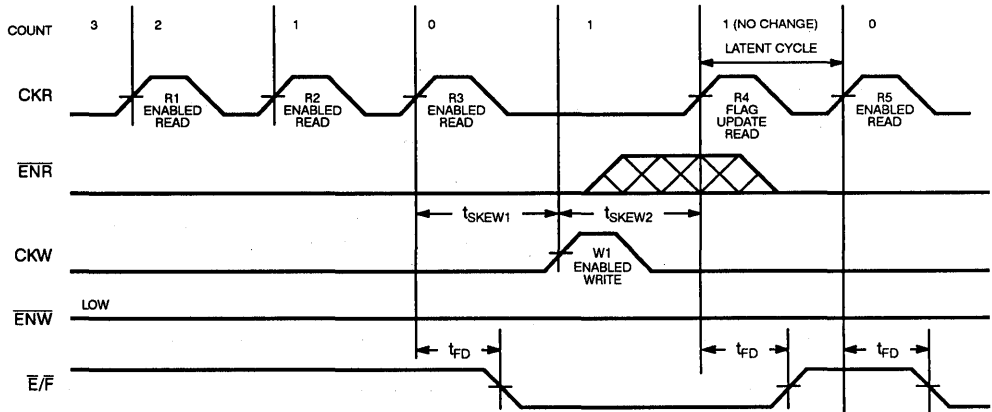 COUNT 3 2 1 0 1 1 (NO CHANGE) 0
LATENT CYCLE
CKR
R1
ENABLED
READ
R2
ENABLED
READ
R3
ENABLED
READ
R4
FLAG
UPDATE
READ
R5
ENABLED
READ
ENR
tSKEW1 tSKEW2
CKW
W1
ENABLED
WRITE
LOW
ENW
tFD tFD tFD
E/F